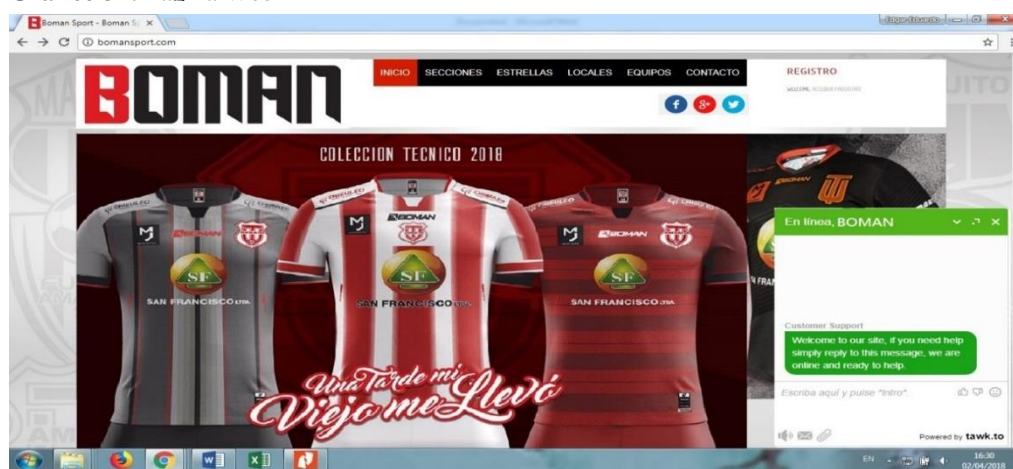 Boman Sport - Boman S
bomansport.com
BOMAN
INICIO SECCIONES ESTRELLAS LOCALES EQUIPOS CONTACTO
REGISTRO
COLECCION TECNICO 2018
BOMAN
BOMAN
BOMAN
SF
SF
SF
SAN FRANCISCO LTDA.
SAN FRANCISCO LTDA.
SAN FRANCISCO LTDA.
Una Tarde mi
Viejo me Llevó
En línea, BOMAN
Customer Support
Welcome to our site, if you need help
simply reply to this message, we are
online and ready to help.
Escriba aquí y pulse "Intro".
Powered by tawk.to
EN
16:30
02/04/2018